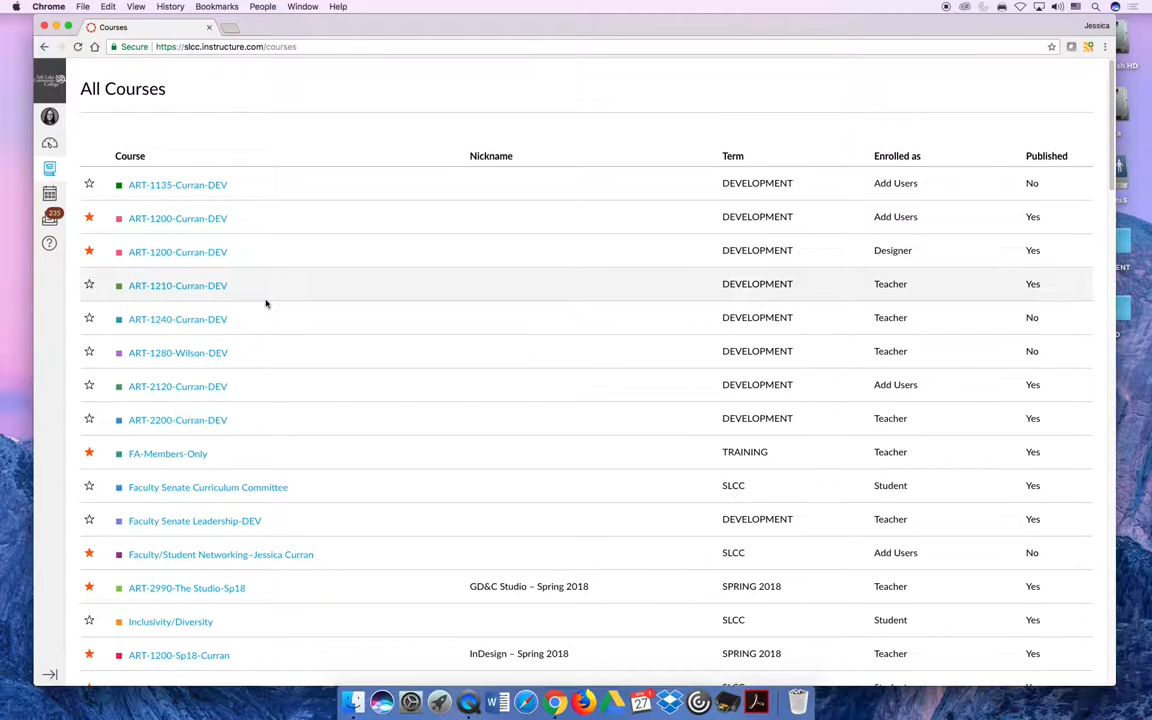 Chrome File Edit View History Bookmarks People Window Help
Courses
Jessica
Secure https://slcc.instructure.com/courses
All Courses
Course Nickname Term Enrolled as Published
ART-1135-Curran-DEV DEVELOPMENT Add Users No
ART-1200-Curran-DEV DEVELOPMENT Add Users Yes
ART-1200-Curran-DEV DEVELOPMENT Designer Yes
ART-1210-Curran-DEV DEVELOPMENT Teacher Yes
ART-1240-Curran-DEV DEVELOPMENT Teacher No
ART-1280-Wilson-DEV DEVELOPMENT Teacher No
ART-2120-Curran-DEV DEVELOPMENT Add Users Yes
ART-2200-Curran-DEV DEVELOPMENT Teacher Yes
FA-Members-Only TRAINING Teacher Yes
Faculty Senate Curriculum Committee SLCC Student Yes
Faculty Senate Leadership-DEV DEVELOPMENT Teacher Yes
Faculty/Student Networking–Jessica Curran SLCC Add Users No
ART-2990-The Studio-Sp18 GD&C Studio – Spring 2018 SPRING 2018 Teacher Yes
Inclusivity/Diversity SLCC Student Yes
ART-1200-Sp18-Curran InDesign – Spring 2018 SPRING 2018 Teacher Yes
235
27